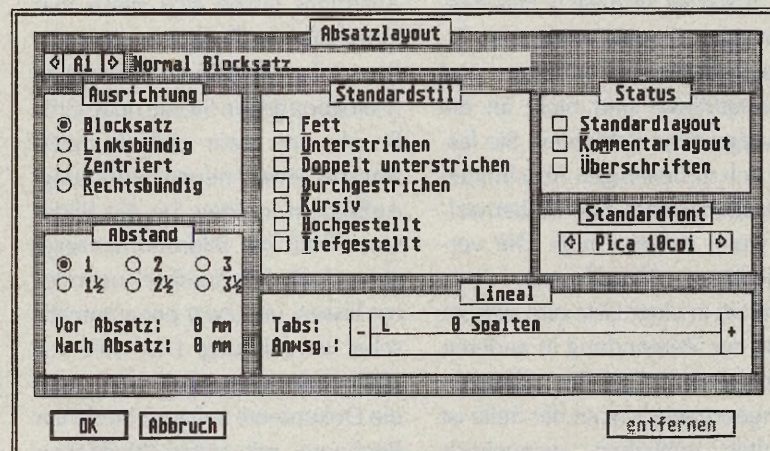 Absatzlayout
A1 Normal Blocksatz
Ausrichtung
Blocksatz
Linksbündig
Zentriert
Rechtsbündig
Abstand
1 2 3
1½ 2½ 3½
Vor Absatz: 0 mm
Nach Absatz: 0 mm
Standardstil
Fett
Unterstrichen
Doppelt unterstrichen
Durchgestrichen
Kursiv
Hochgestellt
Tiefgestellt
Status
Standardlayout
Kommentarlayout
Überschriften
Standardfont
Pica 10cpi
Lineal
Tabs: L 0 Spalten
Anwsg.: - +
OK Abbruch entfernen